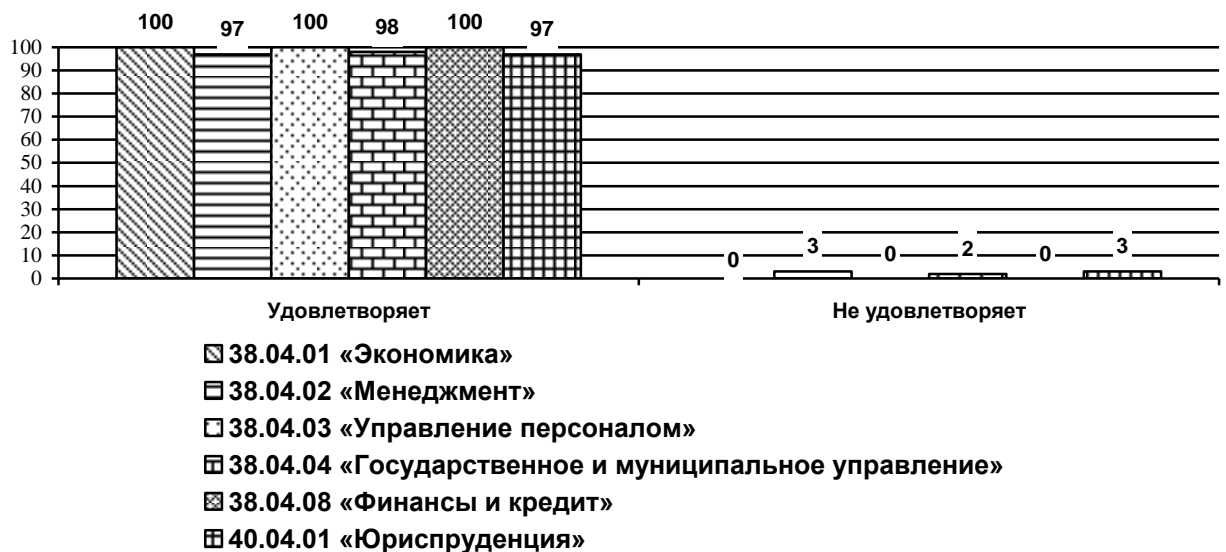 100 97 100 98 100 97
100
90
80
70
60
50
40
30
20
10
0
0 3 0 2 0 3
Удовлетворяет Не удовлетворяет
38.04.01 «Экономика»
38.04.02 «Менеджмент»
38.04.03 «Управление персоналом»
38.04.04 «Государственное и муниципальное управление»
38.04.08 «Финансы и кредит»
40.04.01 «Юриспруденция»